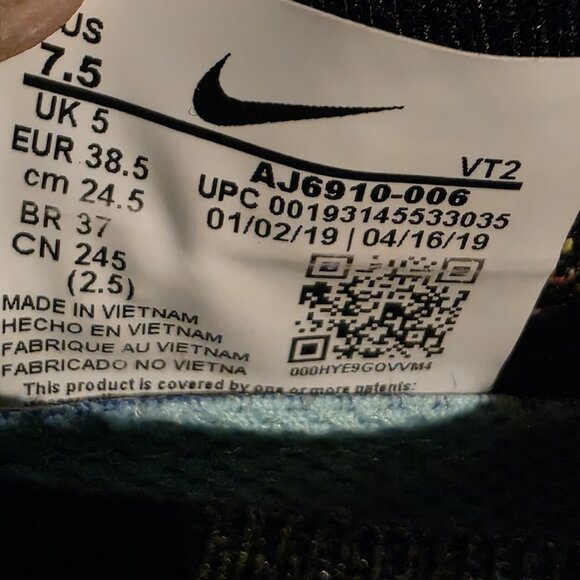 US
7.5
UK 5
EUR 38.5
cm 24.5
BR 37
CN 245
(2.5)
VT2
AJ6910-006
UPC 00193145533035
01/02/19 | 04/16/19
000HYE9GOVVM4
MADE IN VIETNAM
HECHO EN VIETNAM
FABRIQUE AU VIETNAM
FABRICADO NO VIETNA
This product is covered by one or more patents: